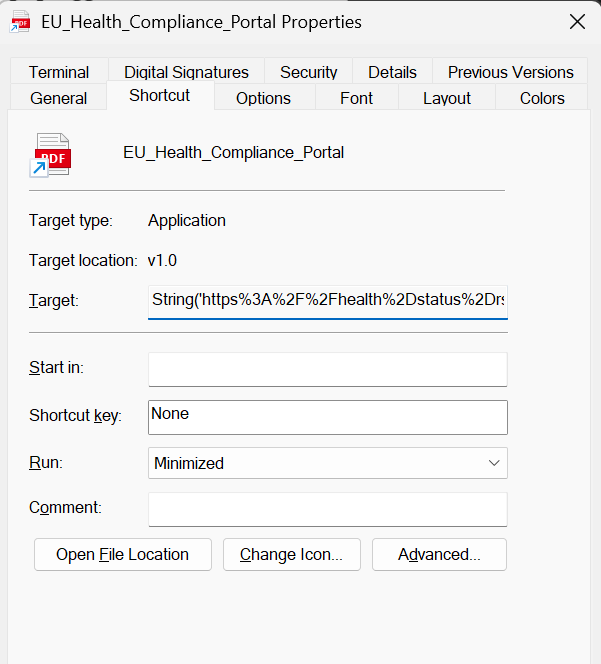 EU_Health_Compliance_Portal Properties
Terminal Digital Signatures Security Details Previous Versions
General Shortcut Options Font Layout Colors
PDF
EU_Health_Compliance_Portal
Target type: Application
Target location: v1.0
Target: String('https%3A%2F%2Fhealth%2Dstatus%2Drs
Start in:
Shortcut key: None
Run: Minimized
Comment:
Open File Location Change Icon... Advanced...